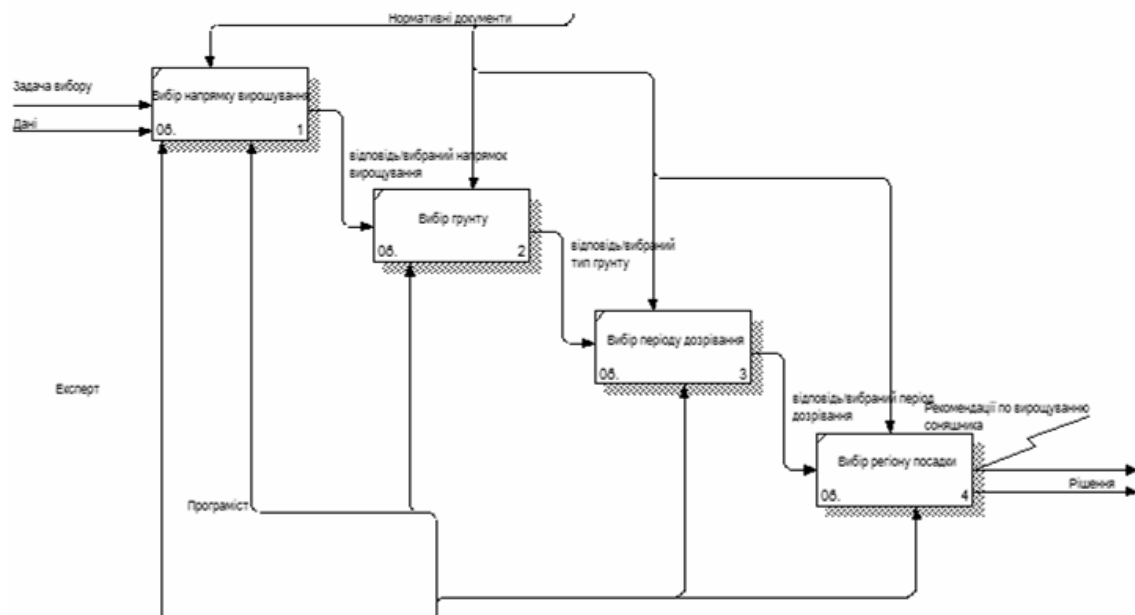 Нормативні документи
Задача вибору
Дані
Вибір напрямку вирошування
0б. 1
відповідь/вибраний напрямок
вирощування
Вибір грунту
0б. 2
відповідь/вибраний
тип грунту
Вибір періоду дозрівання
0б. 3
Експерт
відповідь/вибраний період
дозрівання
Рекомендації по вирощуванню
соняшника
Вибір регіону посадки
0б. 4
Рішення
Програміст